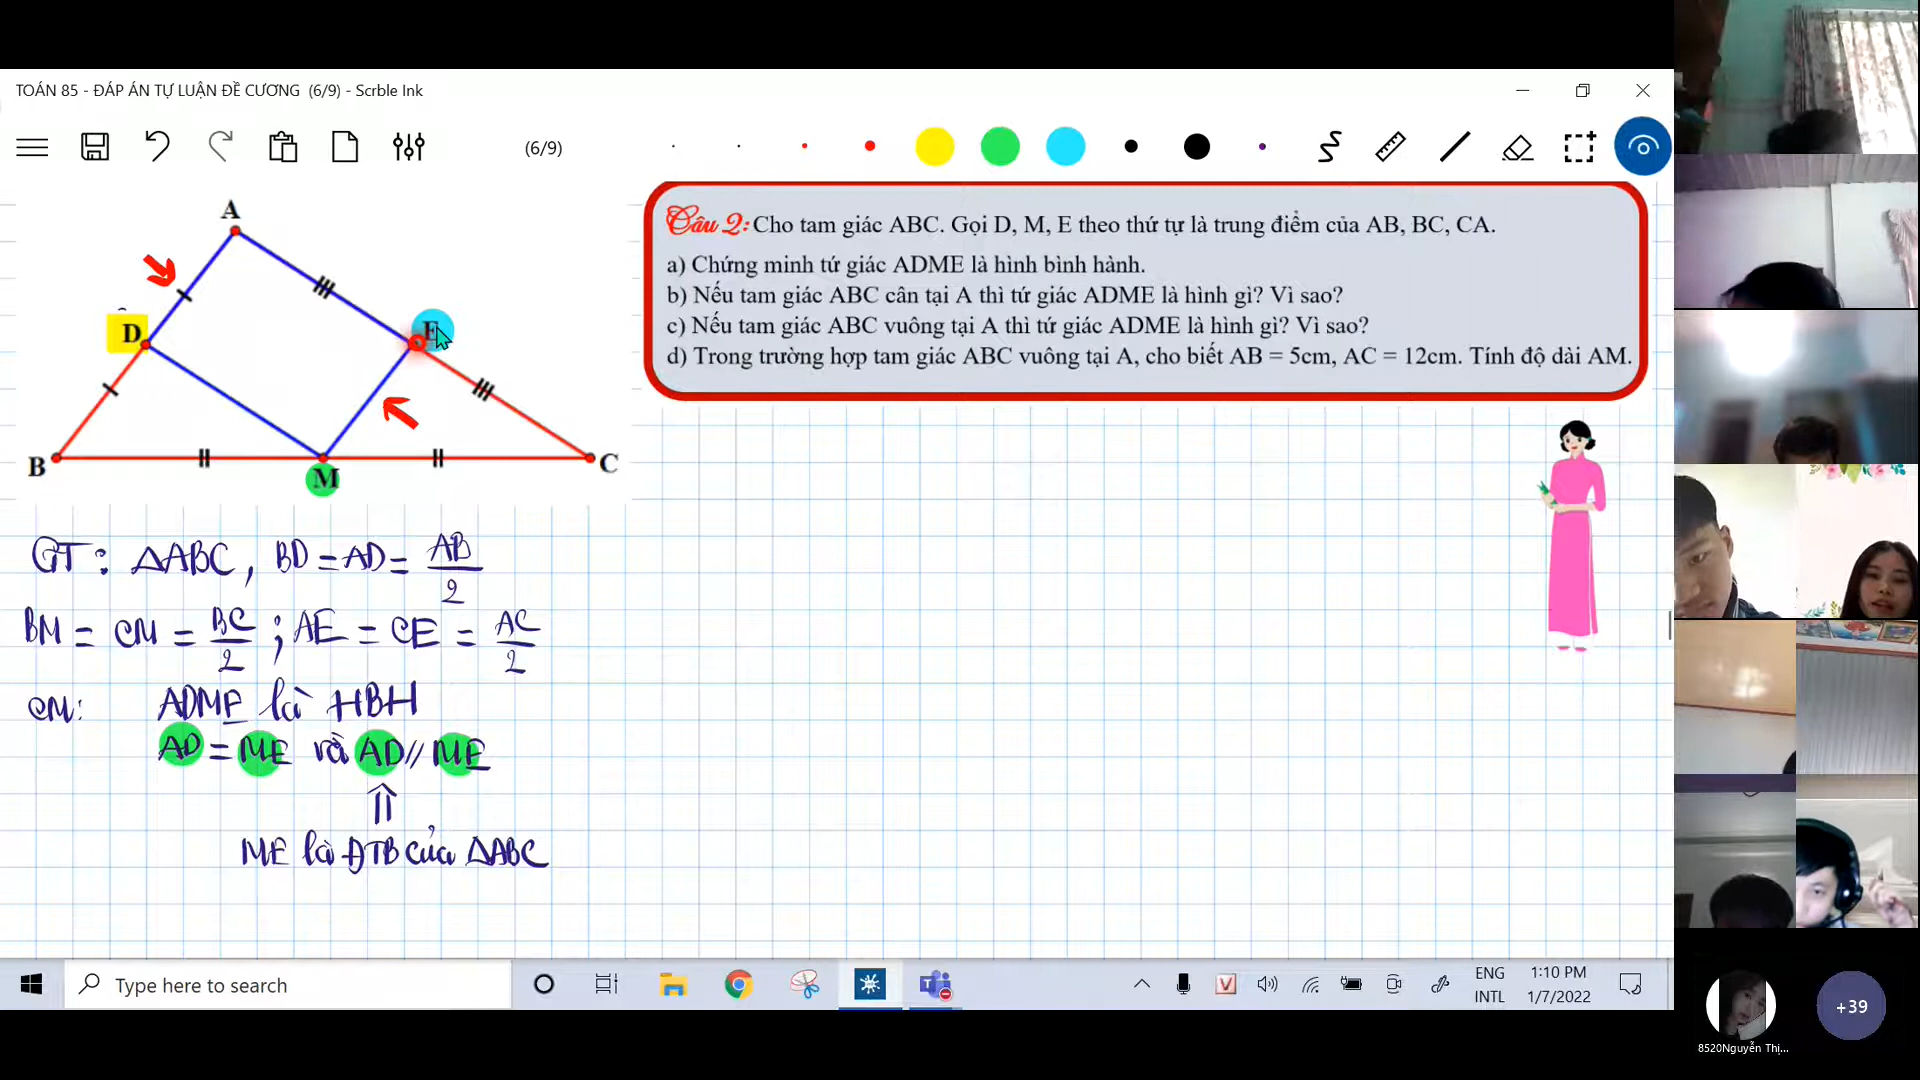 TOÁN 85 - ĐÁP ÁN TỰ LUẬN ĐỀ CƯƠNG (6/9) - Scrble Ink
(6/9)
A
D
E
B
M
C
Câu 2: Cho tam giác ABC. Gọi D, M, E theo thứ tự là trung điểm của AB, BC, CA.
a) Chứng minh tứ giác ADME là hình bình hành.
b) Nếu tam giác ABC cân tại A thì tứ giác ADME là hình gì? Vì sao?
c) Nếu tam giác ABC vuông tại A thì tứ giác ADME là hình gì? Vì sao?
d) Trong trường hợp tam giác ABC vuông tại A, cho biết AB = 5cm, AC = 12cm. Tính độ dài AM.
GT: ΔABC, BD = AD = AB/2
BM = CM = BC/2 ; AE = CE = AC/2
CM: ADME là HBH
AD = ME và AD // ME
⇑
ME là ĐTB của ΔABC
Type here to search
ENG
INTL
1:10 PM
1/7/2022
+39
8520Nguyễn Thị...